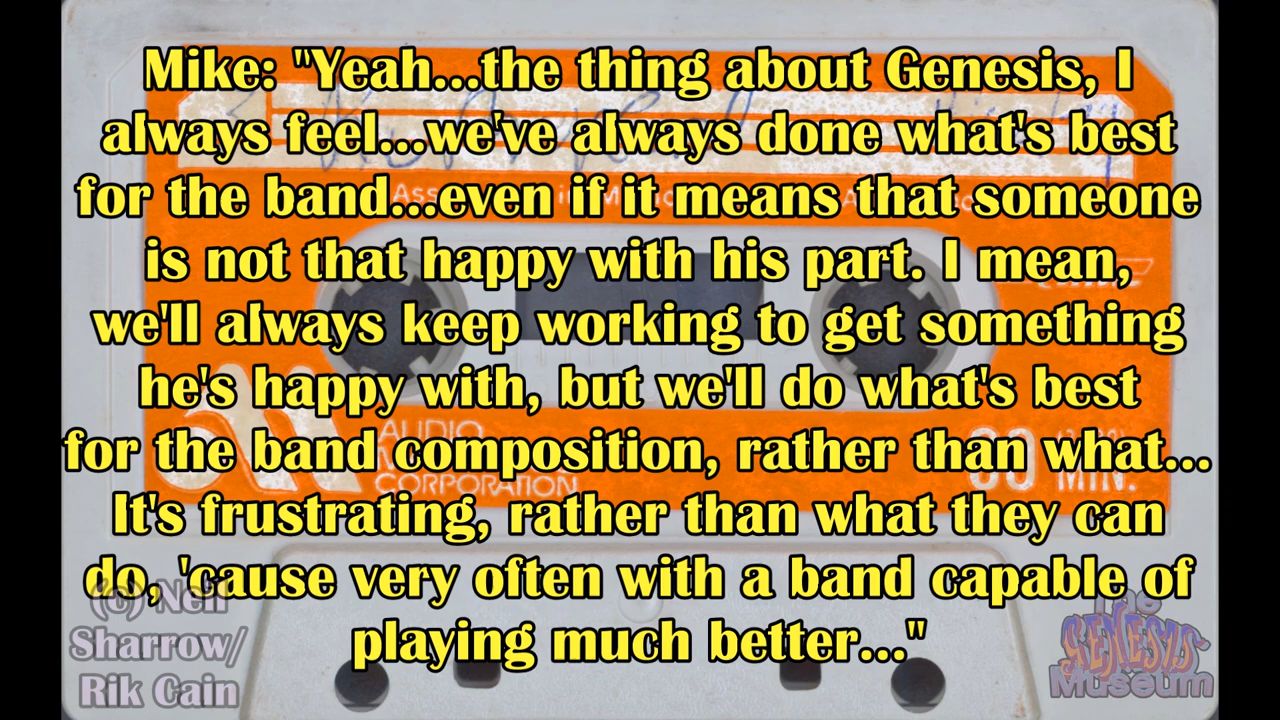 Mike: "Yeah...the thing about Genesis, I
always feel...we've always done what's best
for the band...even if it means that someone
is not that happy with his part. I mean,
we'll always keep working to get something
he's happy with, but we'll do what's best
for the band composition, rather than what...
It's frustrating, rather than what they can
do, 'cause very often with a band capable of
playing much better..."
AUDIO
CORPORATION
MIN.
(c) Neil
Sharrow/
Rik Cain
The
GENESIS
Museum